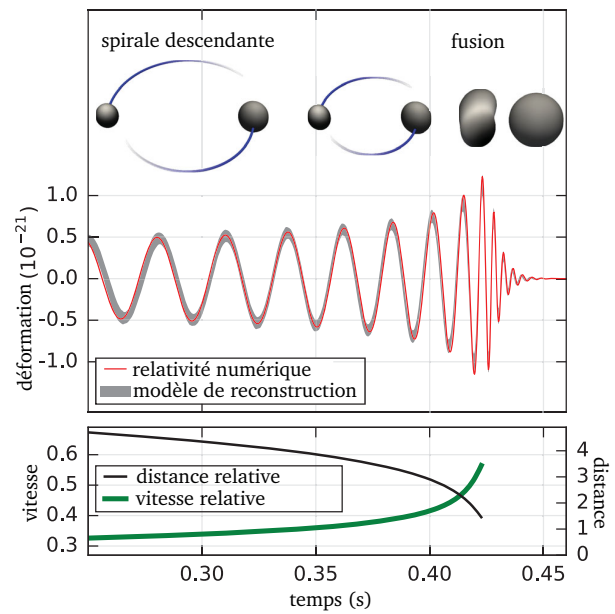 spirale descendante
fusion
déformation (10⁻²¹)
1.0
0.5
0.0
-0.5
-1.0
relativité numérique
modèle de reconstruction
vitesse
0.6
0.5
0.4
0.3
distance relative
vitesse relative
4
3
2
1
0
distance
0.30
0.35
0.40
0.45
temps (s)